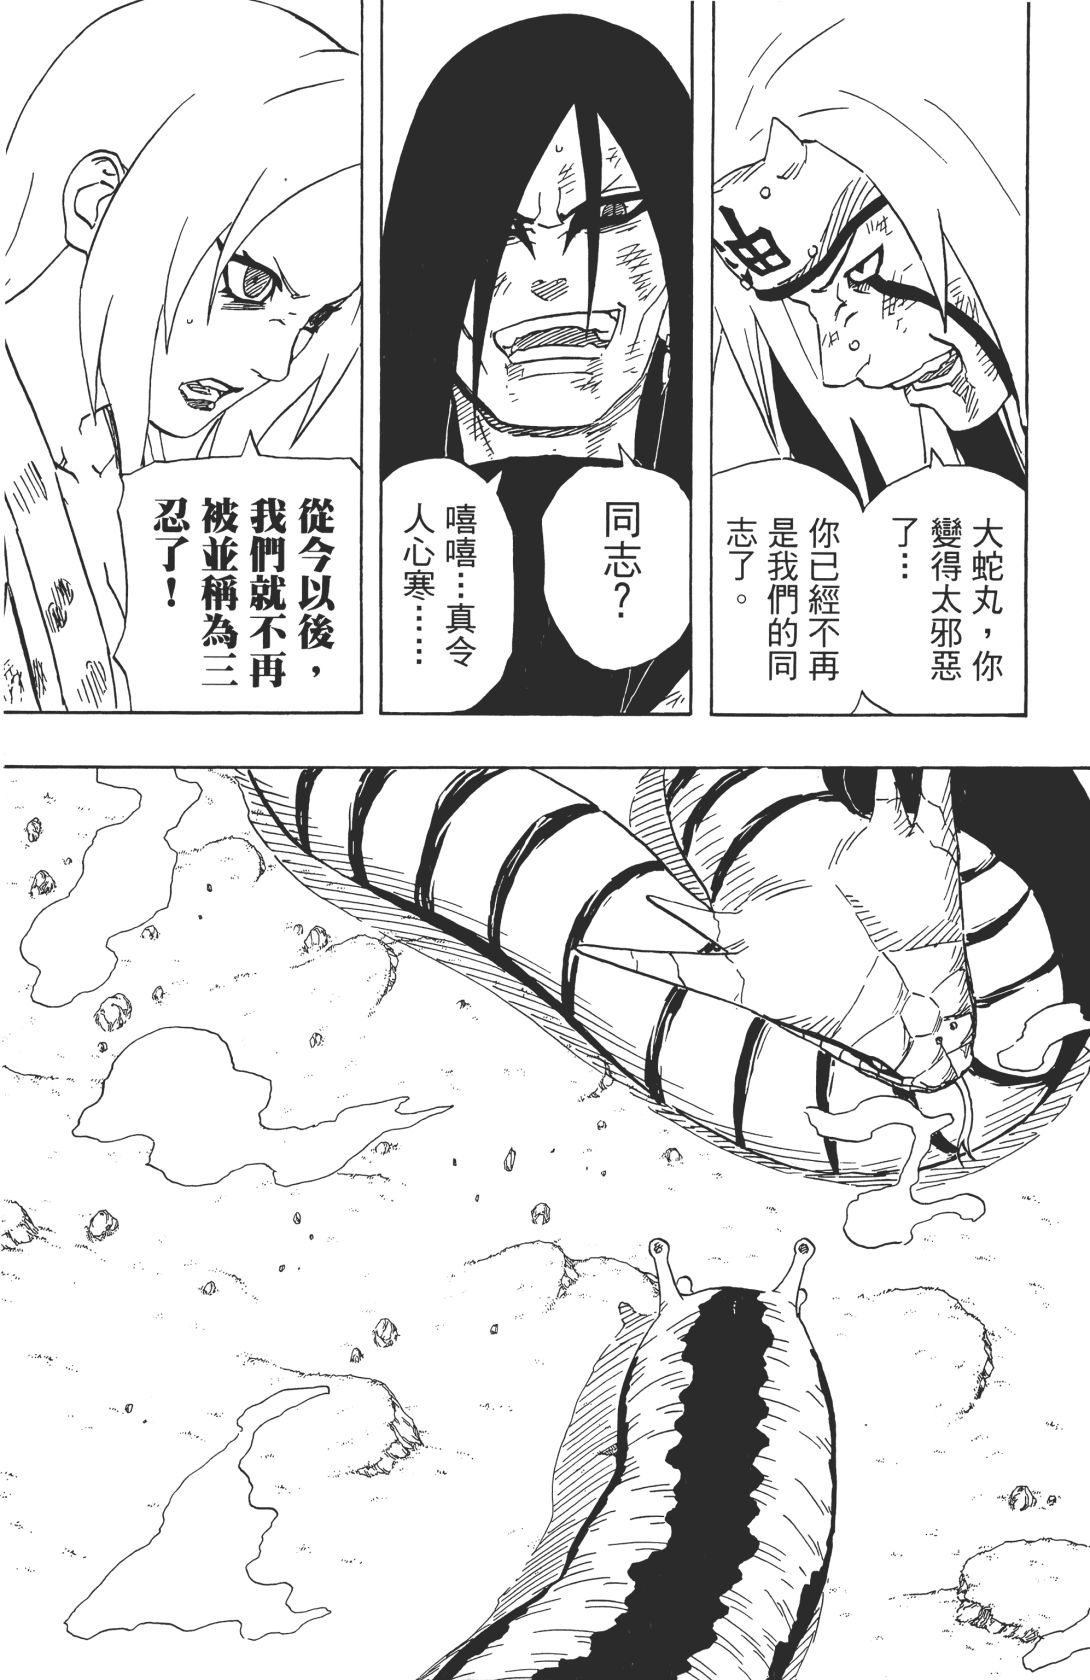 大蛇丸，你
變得太邪惡
了…
你已經不再
是我們的同
志了。
同志？
嘻嘻…真令
人心寒……
從今以後，
我們就不再
被並稱為三
忍了！